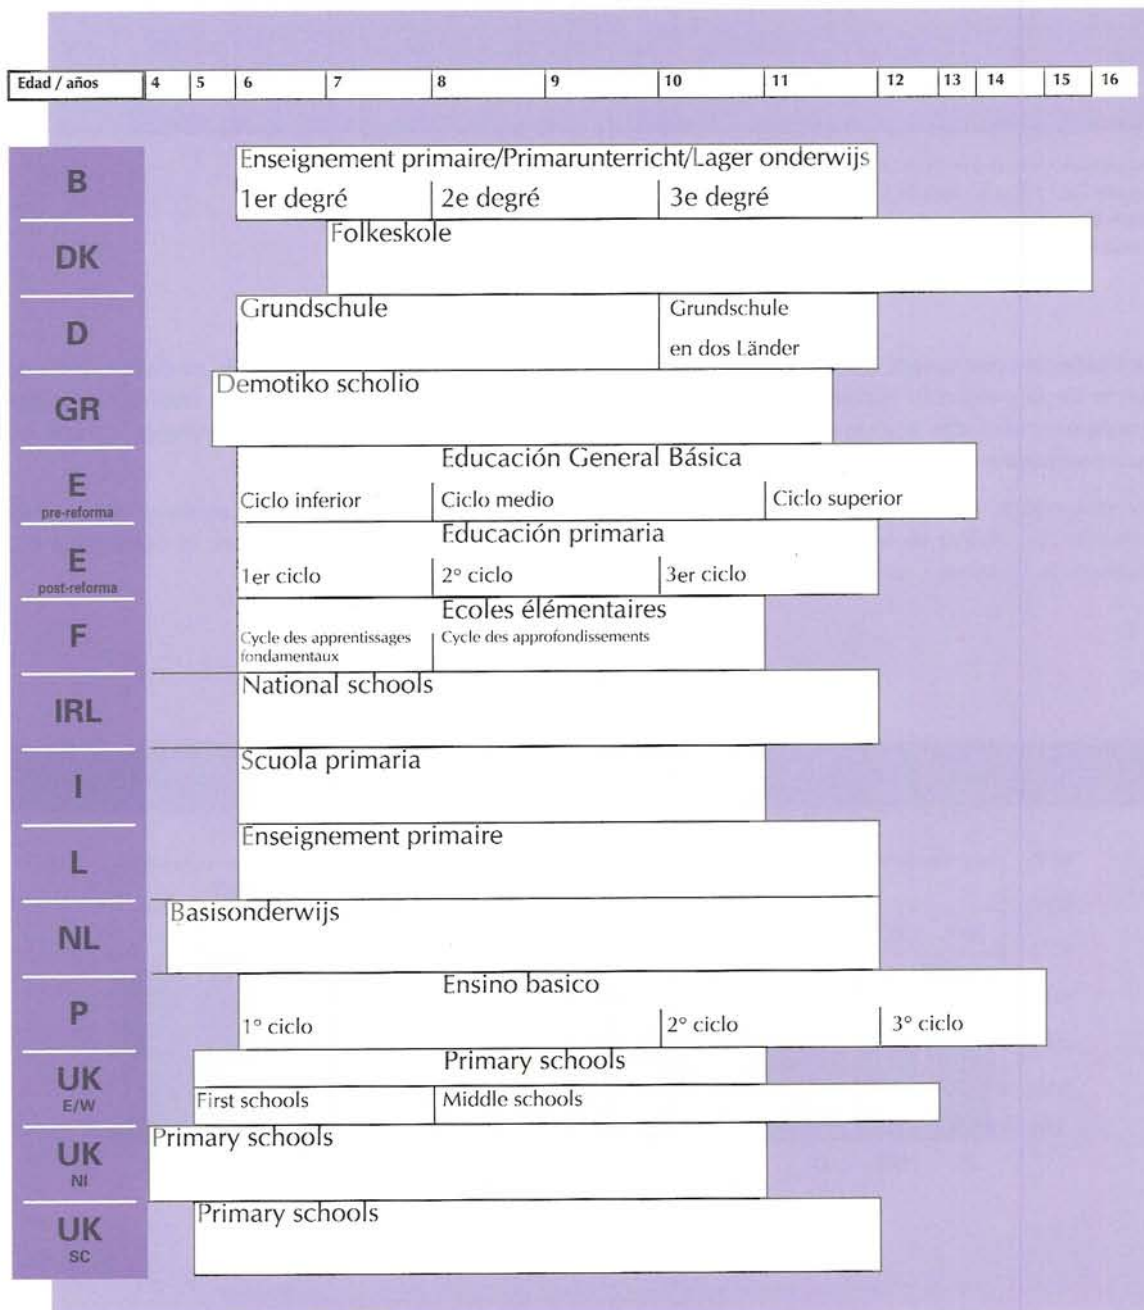 Edad / años 4 5 6 7 8 9 10 11 12 13 14 15 16
B
Enseignement primaire/Primarunterricht/Lager onderwijs
1er degré 2e degré 3e degré
DK
Folkeskole
D
Grundschule Grundschule
en dos Länder
GR
Demotiko scholio
E
pre-reforma
Educación General Básica
Ciclo inferior Ciclo medio Ciclo superior
E
post-reforma
Educación primaria
1er ciclo 2° ciclo 3er ciclo
F
Ecoles élémentaires
Cycle des apprentissages Cycle des approfondissements
fondamentaux
IRL
National schools
I
Scuola primaria
L
Enseignement primaire
NL
Basisonderwijs
P
Ensino basico
1° ciclo 2° ciclo 3° ciclo
UK
E/W
Primary schools
First schools Middle schools
UK
NI
Primary schools
UK
SC
Primary schools